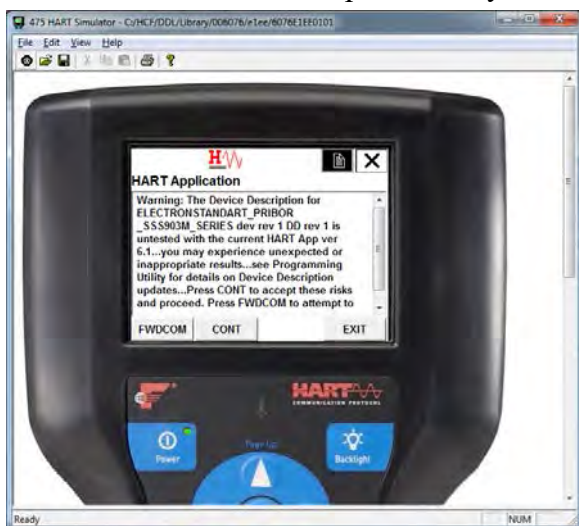 475 HART Simulator - C:/HCF/DDL/Library/006076/e1ee/6076E1EE0101
File Edit View Help
HART Application
Warning: The Device Description for
ELECTRONSTANDART_PRIBOR
_SSS903M_SERIES dev rev 1 DD rev 1 is
untested with the current HART App ver
6.1...you may experience unexpected or
inappropriate results...see Programming
Utility for details on Device Description
updates...Press CONT to accept these risks
and proceed. Press FWDCOM to attempt to
FWDCOM CONT EXIT
HART
COMMUNICATION PROTOCOL
Power
Page Up
Backlight
Ready NUM